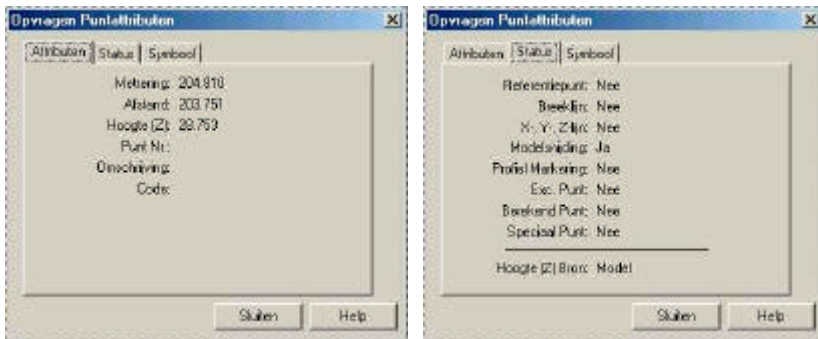 Opvragen Puntattributen
Attributen Status Symbool
Metrering: 204.810
Afstand: 203.751
Hoogte (Z): 28.753
Punt Nr.:
Omschrijving:
Code:
Sluiten Help
Opvragen Puntattributen
Attributen Status Symbool
Referentiepunt: Nee
Breeklijn: Nee
X-, Y-, Z-lijn: Nee
Modelsnijding: Ja
Profiel Markering: Nee
Exc. Punt: Nee
Berekend Punt: Nee
Speciaal Punt: Nee
Hoogte (Z) Bron: Model
Sluiten Help